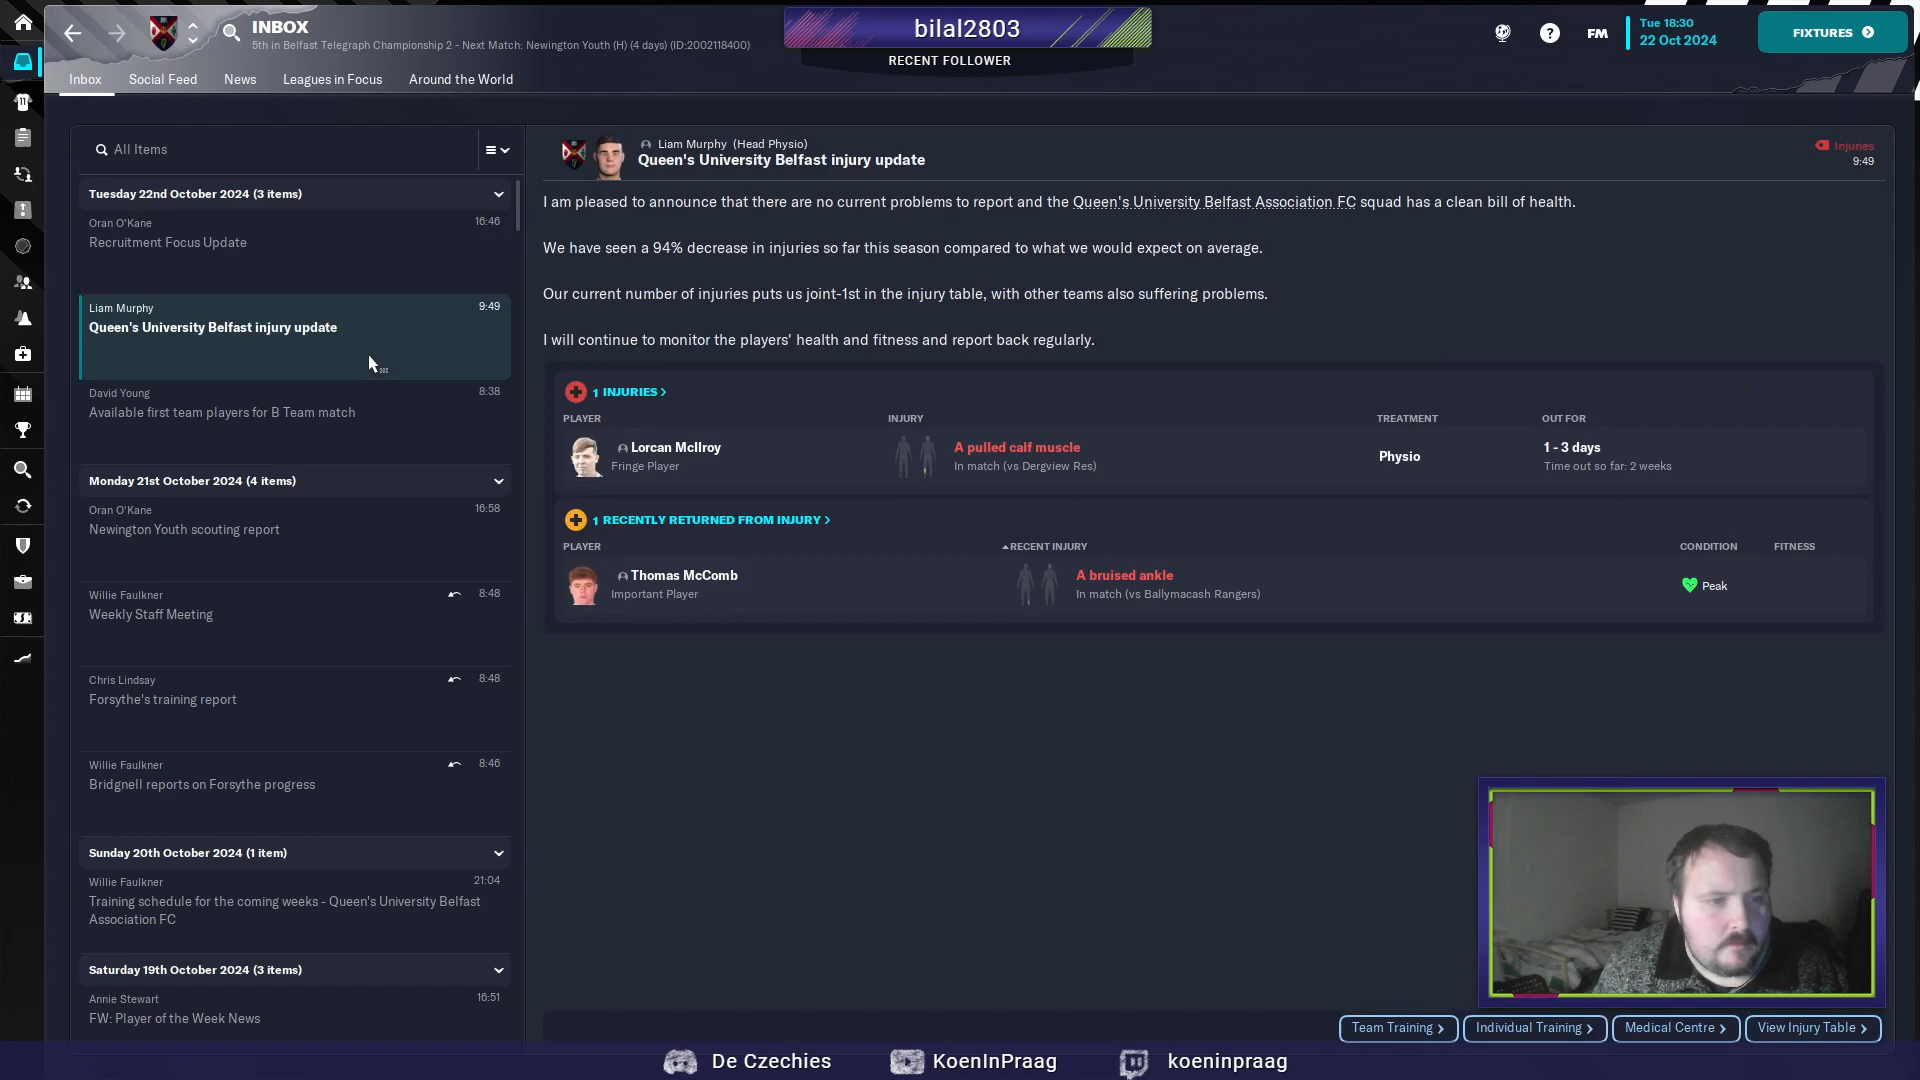 INBOX
5th in Belfast Telegraph Championship 2 - Next Match: Newington Youth (H) (4 days) (ID:2002118400)
bilal2803
RECENT FOLLOWER
FM
Tue 18:30
22 Oct 2024
FIXTURES
Inbox
Social Feed
News
Leagues in Focus
Around the World
All Items
Tuesday 22nd October 2024 (3 items)
Oran O'Kane
16:46
Recruitment Focus Update
Liam Murphy
9:49
Queen's University Belfast injury update
David Young
8:38
Available first team players for B Team match
Monday 21st October 2024 (4 items)
Oran O'Kane
16:58
Newington Youth scouting report
Willie Faulkner
8:48
Weekly Staff Meeting
Chris Lindsay
8:48
Forsythe's training report
Willie Faulkner
8:46
Bridgnell reports on Forsythe progress
Sunday 20th October 2024 (1 item)
Willie Faulkner
21:04
Training schedule for the coming weeks - Queen's University Belfast
Association FC
Saturday 19th October 2024 (3 items)
Annie Stewart
16:51
FW: Player of the Week News
Liam Murphy (Head Physio)
Queen's University Belfast injury update
Injuries
9:49
I am pleased to announce that there are no current problems to report and the Queen's University Belfast Association FC squad has a clean bill of health.
We have seen a 94% decrease in injuries so far this season compared to what we would expect on average.
Our current number of injuries puts us joint-1st in the injury table, with other teams also suffering problems.
I will continue to monitor the players' health and fitness and report back regularly.
1 INJURIES >
PLAYER
INJURY
TREATMENT
OUT FOR
Lorcan McIlroy
Fringe Player
A pulled calf muscle
In match (vs Dergview Res)
Physio
1 - 3 days
Time out so far: 2 weeks
1 RECENTLY RETURNED FROM INJURY >
PLAYER
RECENT INJURY
CONDITION
FITNESS
Thomas McComb
Important Player
A bruised ankle
In match (vs Ballymacash Rangers)
Peak
Team Training >
Individual Training >
Medical Centre >
View Injury Table >
De Czechies
KoenInPraag
koeninpraag